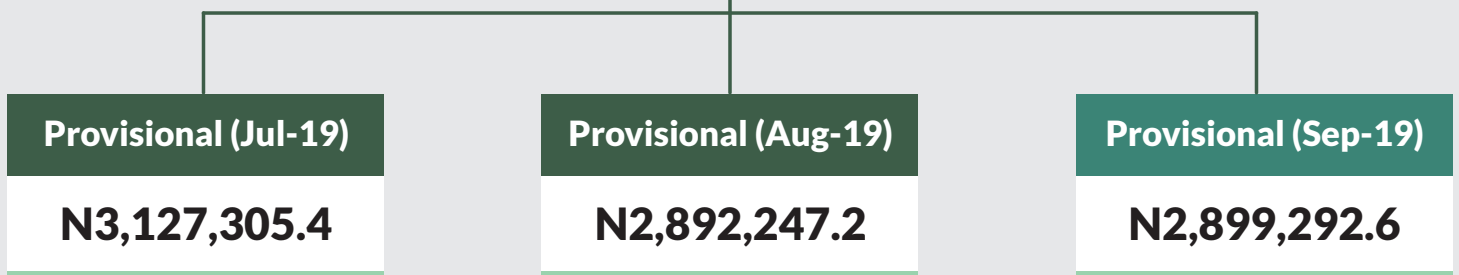 Provisional (Jul-19)
N3,127,305.4
Provisional (Aug-19)
N2,892,247.2
Provisional (Sep-19)
N2,899,292.6